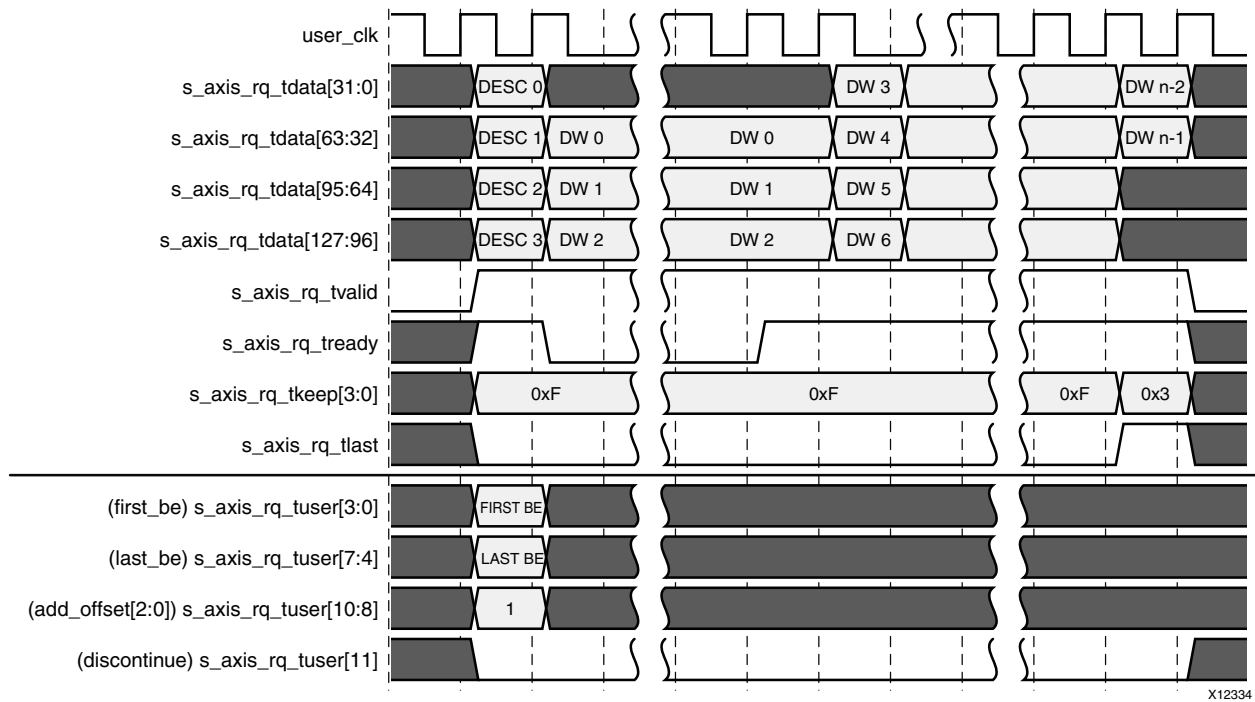 user_clk
s_axis_rq_tdata[31:0] DESC 0 DW 3 DW n-2
s_axis_rq_tdata[63:32] DESC 1 DW 0 DW 0 DW 4 DW n-1
s_axis_rq_tdata[95:64] DESC 2 DW 1 DW 1 DW 5
s_axis_rq_tdata[127:96] DESC 3 DW 2 DW 2 DW 6
s_axis_rq_tvalid
s_axis_rq_tready
s_axis_rq_tkeep[3:0] 0xF 0xF 0xF 0x3
s_axis_rq_tlast
(first_be) s_axis_rq_tuser[3:0] FIRST BE
(last_be) s_axis_rq_tuser[7:4] LAST BE
(add_offset[2:0]) s_axis_rq_tuser[10:8] 1
(discontinue) s_axis_rq_tuser[11]
X12334